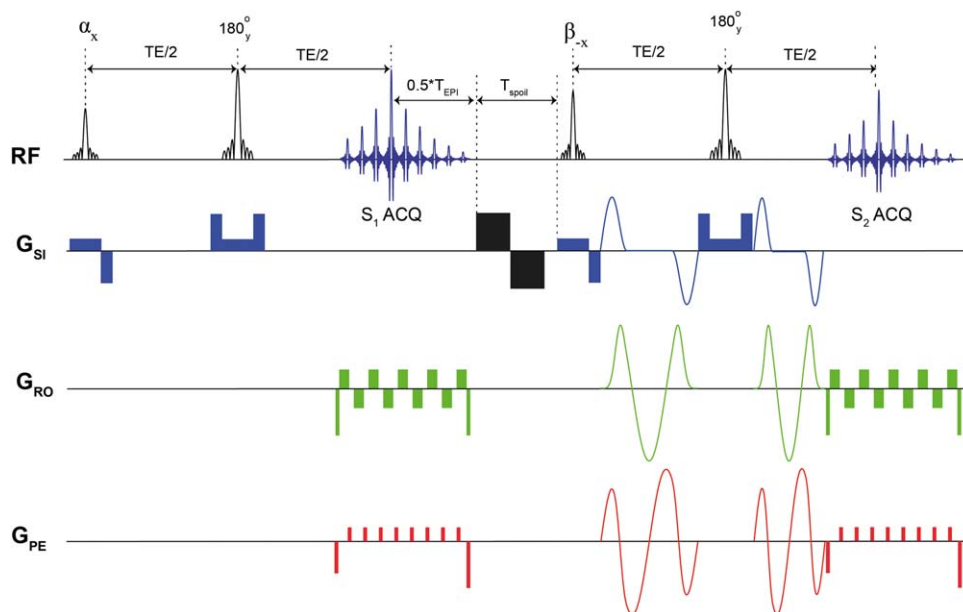 αx 180°y β-x 180°y
TE/2 TE/2 TE/2 TE/2
0.5*TEPI Tspoil
RF
S1 ACQ S2 ACQ
GSI
GRO
GPE